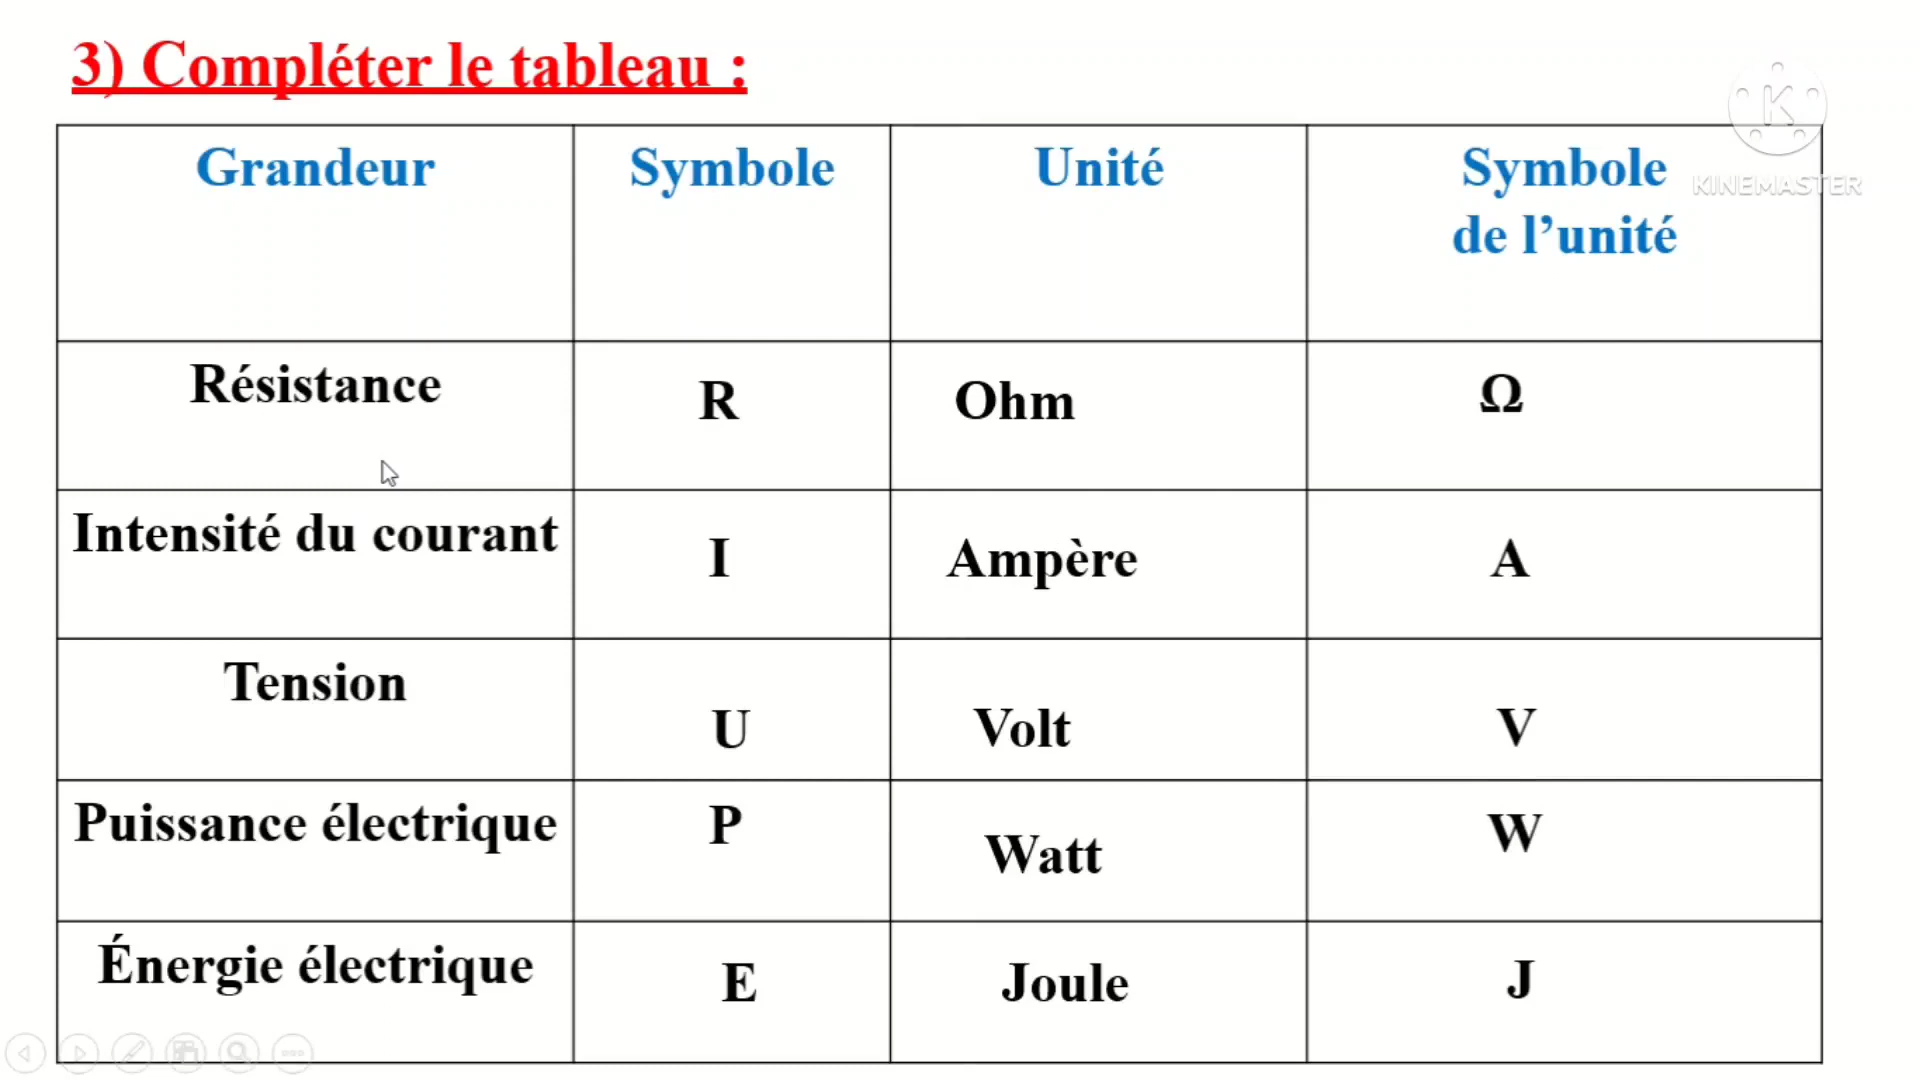 3) Compléter le tableau :
K
KINEMASTER
Grandeur Symbole Unité Symbole
de l’unité
Résistance R Ohm Ω
Intensité du courant I Ampère A
Tension U Volt V
Puissance électrique P Watt W
Énergie électrique E Joule J